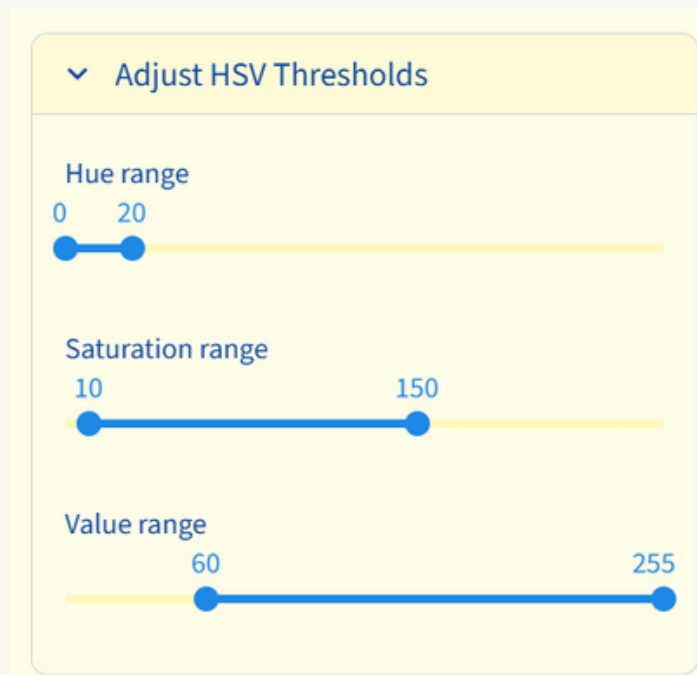 Adjust HSV Thresholds
Hue range
0 20
Saturation range
10 150
Value range
60 255